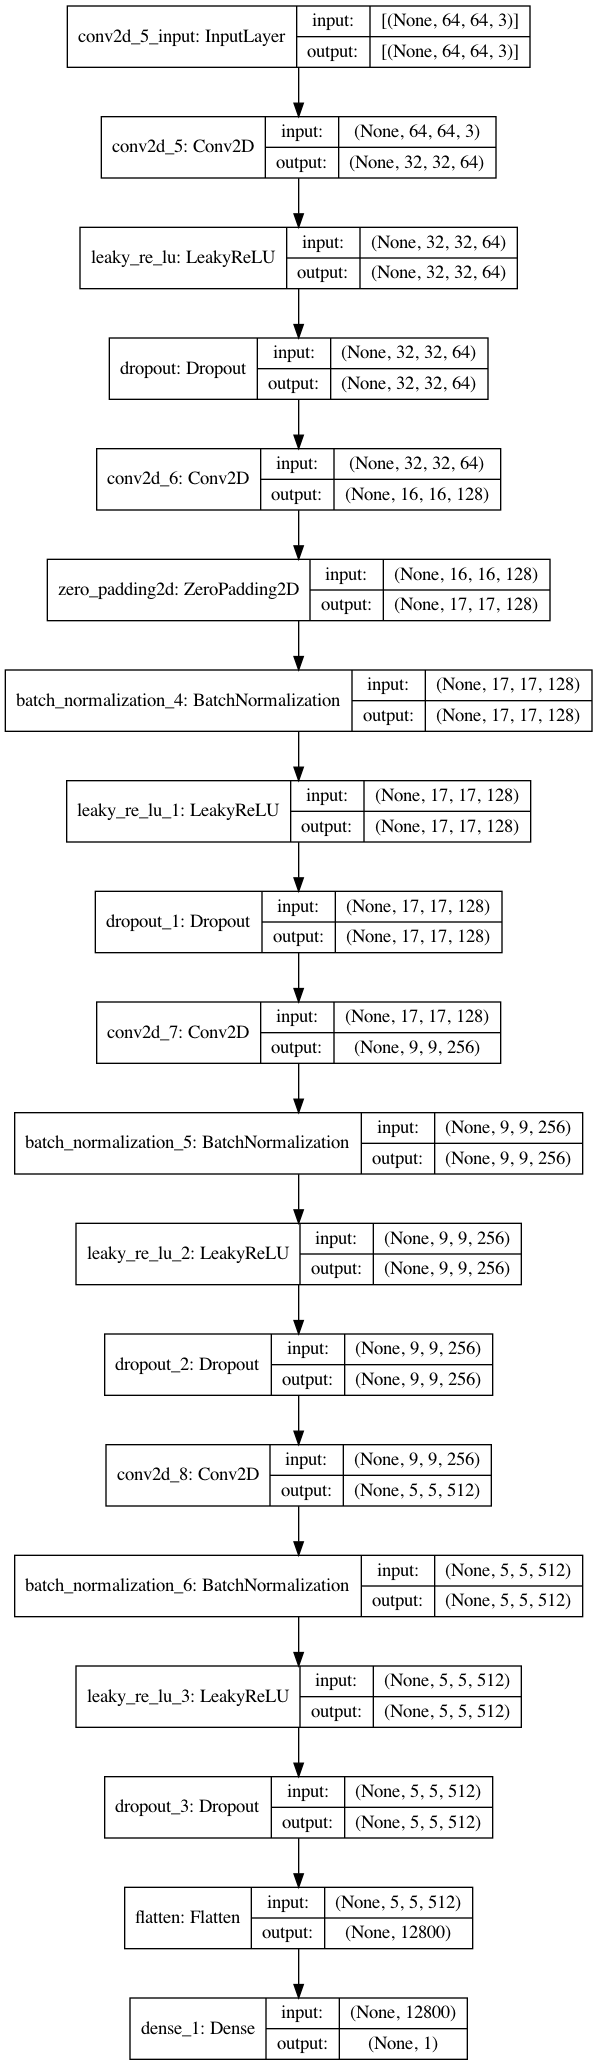 conv2d_5_input: InputLayer
input: [(None, 64, 64, 3)]
output: [(None, 64, 64, 3)]
conv2d_5: Conv2D
input: (None, 64, 64, 3)
output: (None, 32, 32, 64)
leaky_re_lu: LeakyReLU
input: (None, 32, 32, 64)
output: (None, 32, 32, 64)
dropout: Dropout
input: (None, 32, 32, 64)
output: (None, 32, 32, 64)
conv2d_6: Conv2D
input: (None, 32, 32, 64)
output: (None, 16, 16, 128)
zero_padding2d: ZeroPadding2D
input: (None, 16, 16, 128)
output: (None, 17, 17, 128)
batch_normalization_4: BatchNormalization
input: (None, 17, 17, 128)
output: (None, 17, 17, 128)
leaky_re_lu_1: LeakyReLU
input: (None, 17, 17, 128)
output: (None, 17, 17, 128)
dropout_1: Dropout
input: (None, 17, 17, 128)
output: (None, 17, 17, 128)
conv2d_7: Conv2D
input: (None, 17, 17, 128)
output: (None, 9, 9, 256)
batch_normalization_5: BatchNormalization
input: (None, 9, 9, 256)
output: (None, 9, 9, 256)
leaky_re_lu_2: LeakyReLU
input: (None, 9, 9, 256)
output: (None, 9, 9, 256)
dropout_2: Dropout
input: (None, 9, 9, 256)
output: (None, 9, 9, 256)
conv2d_8: Conv2D
input: (None, 9, 9, 256)
output: (None, 5, 5, 512)
batch_normalization_6: BatchNormalization
input: (None, 5, 5, 512)
output: (None, 5, 5, 512)
leaky_re_lu_3: LeakyReLU
input: (None, 5, 5, 512)
output: (None, 5, 5, 512)
dropout_3: Dropout
input: (None, 5, 5, 512)
output: (None, 5, 5, 512)
flatten: Flatten
input: (None, 5, 5, 512)
output: (None, 12800)
dense_1: Dense
input: (None, 12800)
output: (None, 1)